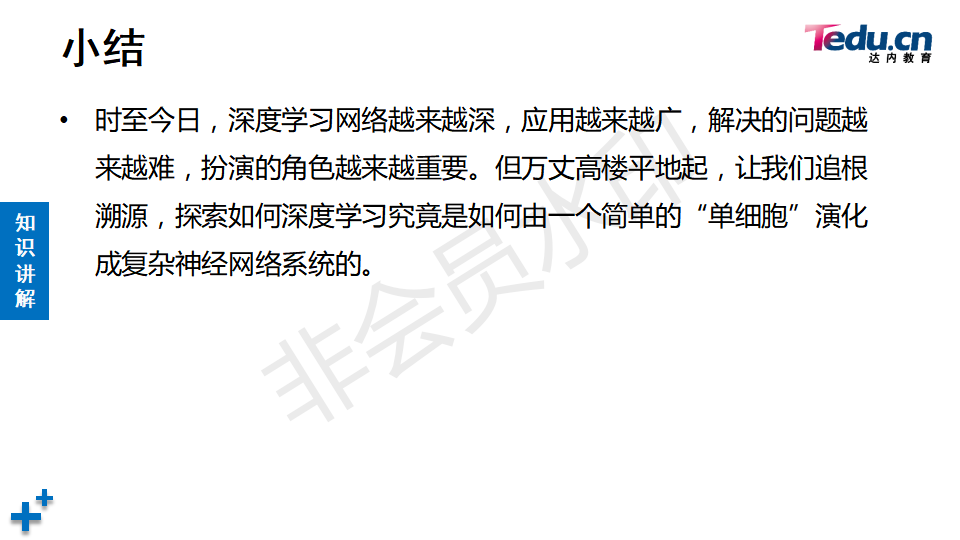 小结
Tedu.cn
达内教育
• 时至今日，深度学习网络越来越深，应用越来越广，解决的问题越
来越难，扮演的角色越来越重要。但万丈高楼平地起，让我们追根
溯源，探索如何深度学习究竟是如何由一个简单的“单细胞”演化
成复杂神经网络系统的。
知
识
讲
解
非会员水印